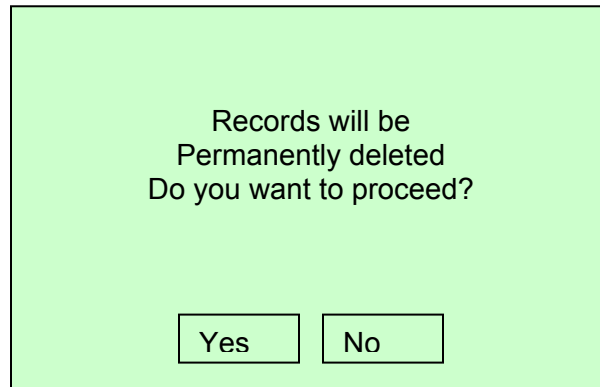 Records will be
Permanently deleted
Do you want to proceed?
Yes No